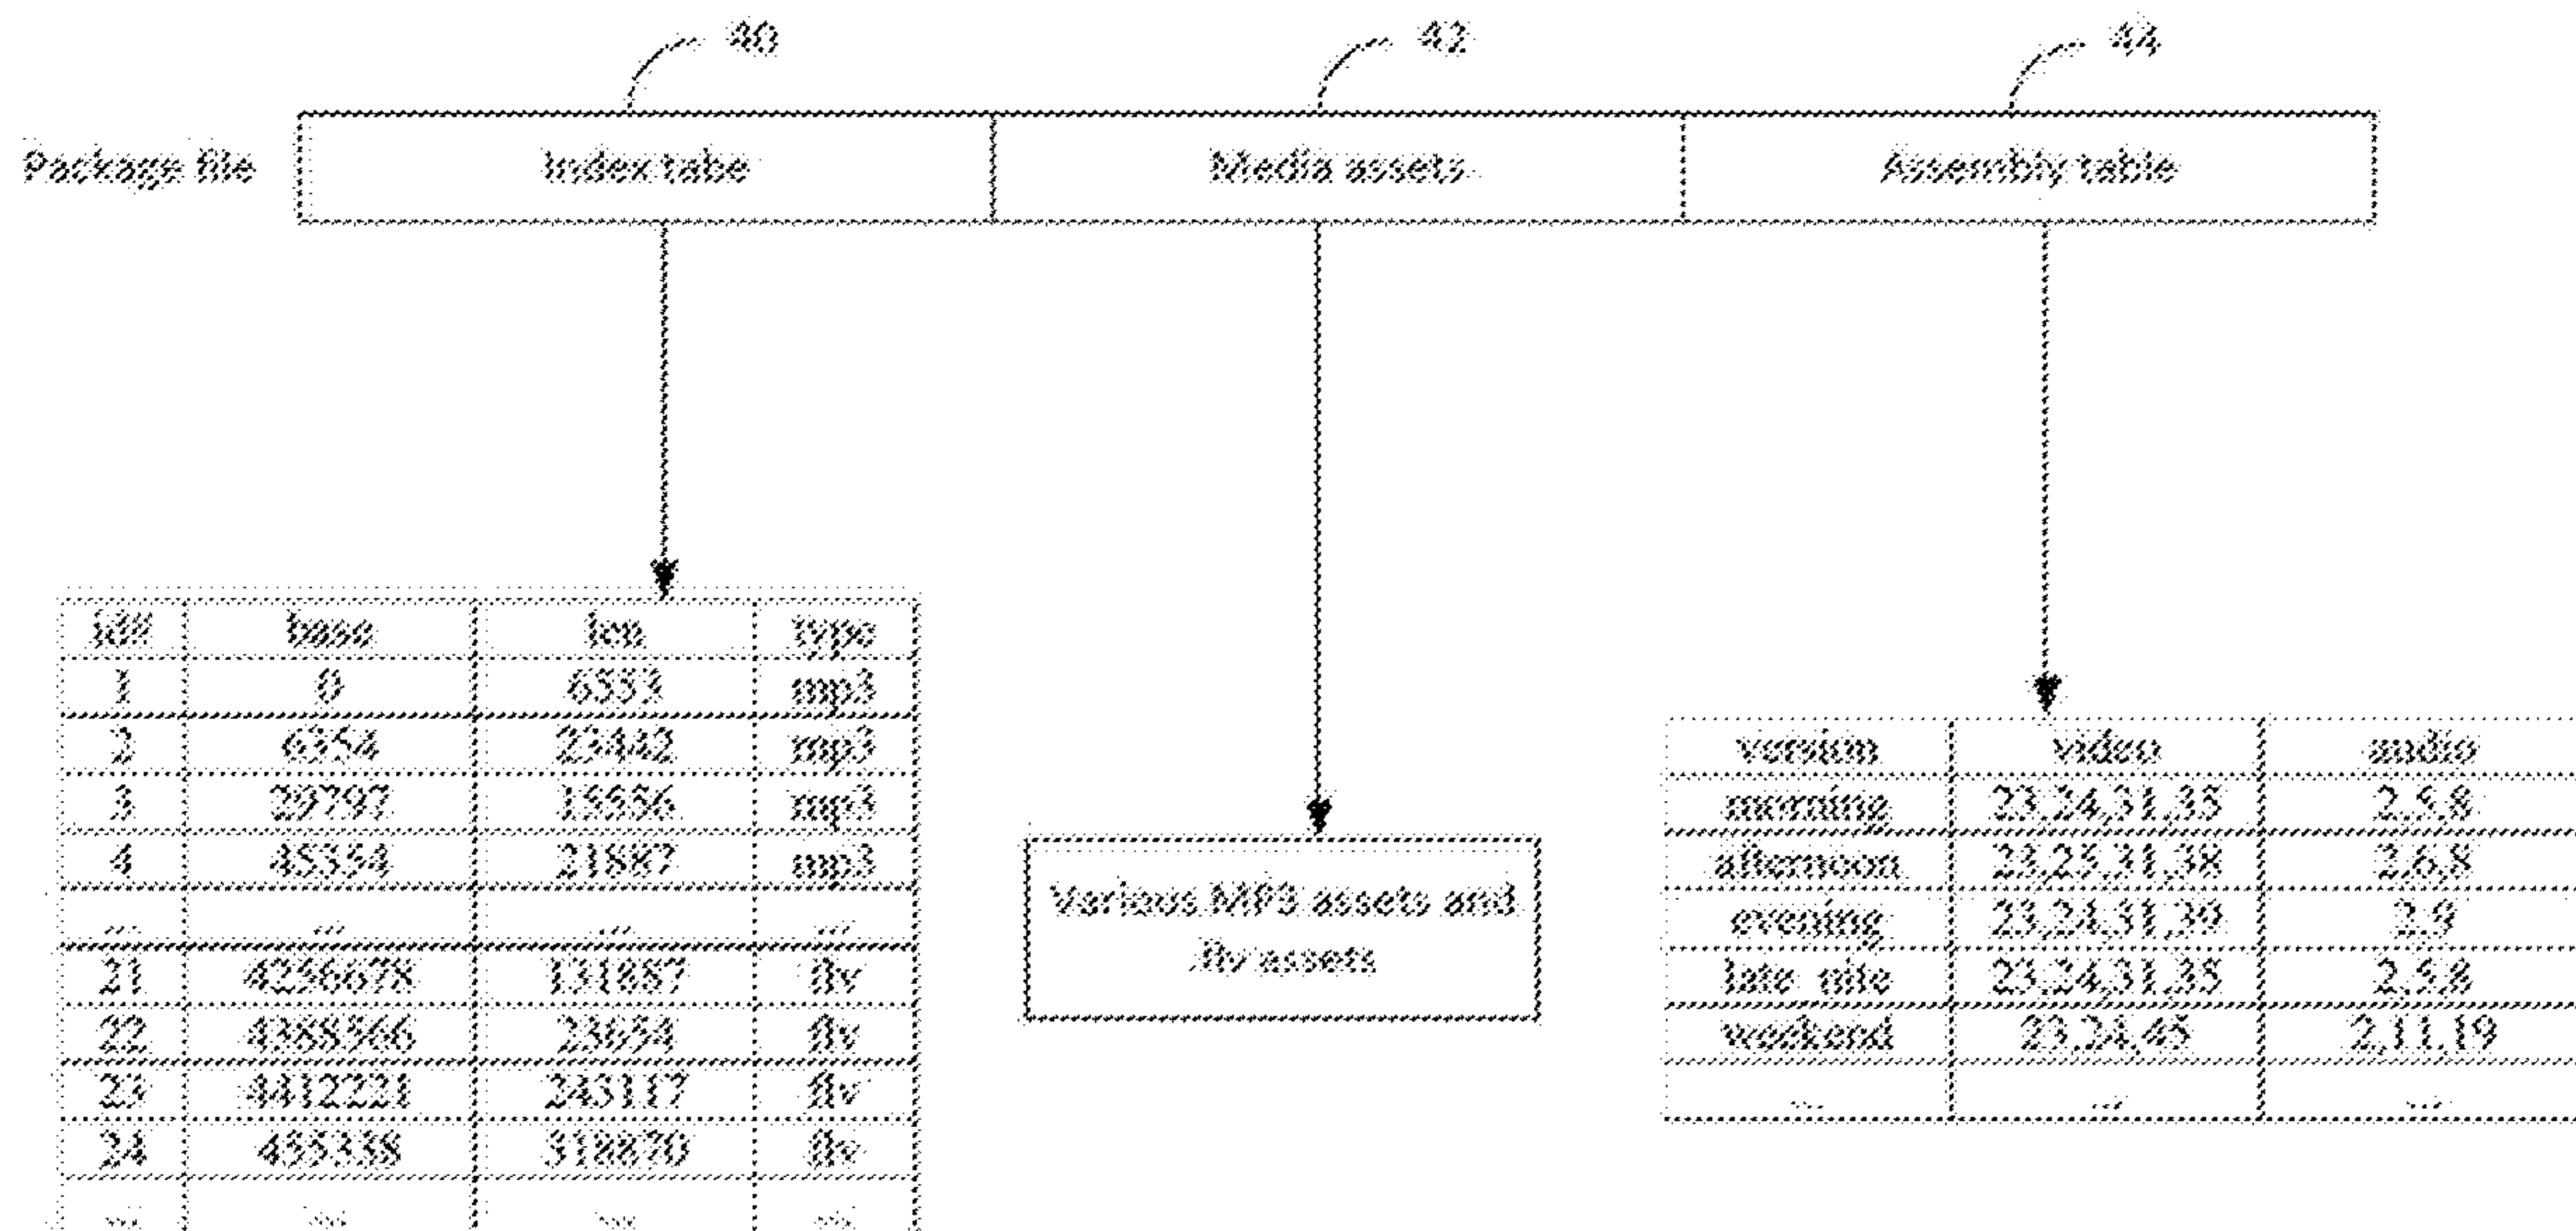 40 42 44
Package file Index tabe Media assets Assembly table
id# base len type
1 0 6353 mp3
2 6354 23442 mp3
3 29797 15556 mp3
4 45354 21887 mp3
... ... ... ...
21 4256678 131887 flv
22 4388566 23654 flv
23 4412221 243117 flv
24 455338 318870 flv
... ... ... ...
Various MP3 assets and
.flv assets
version video audio
morning 23,24,31,35 2,5,8
afternoon 23,25,31,38 2,6,8
evening 23,24,31,39 2,9
late nite 23,24,31,35 2,5,8
weekend 23,24,45 2,11,19
... ... ...